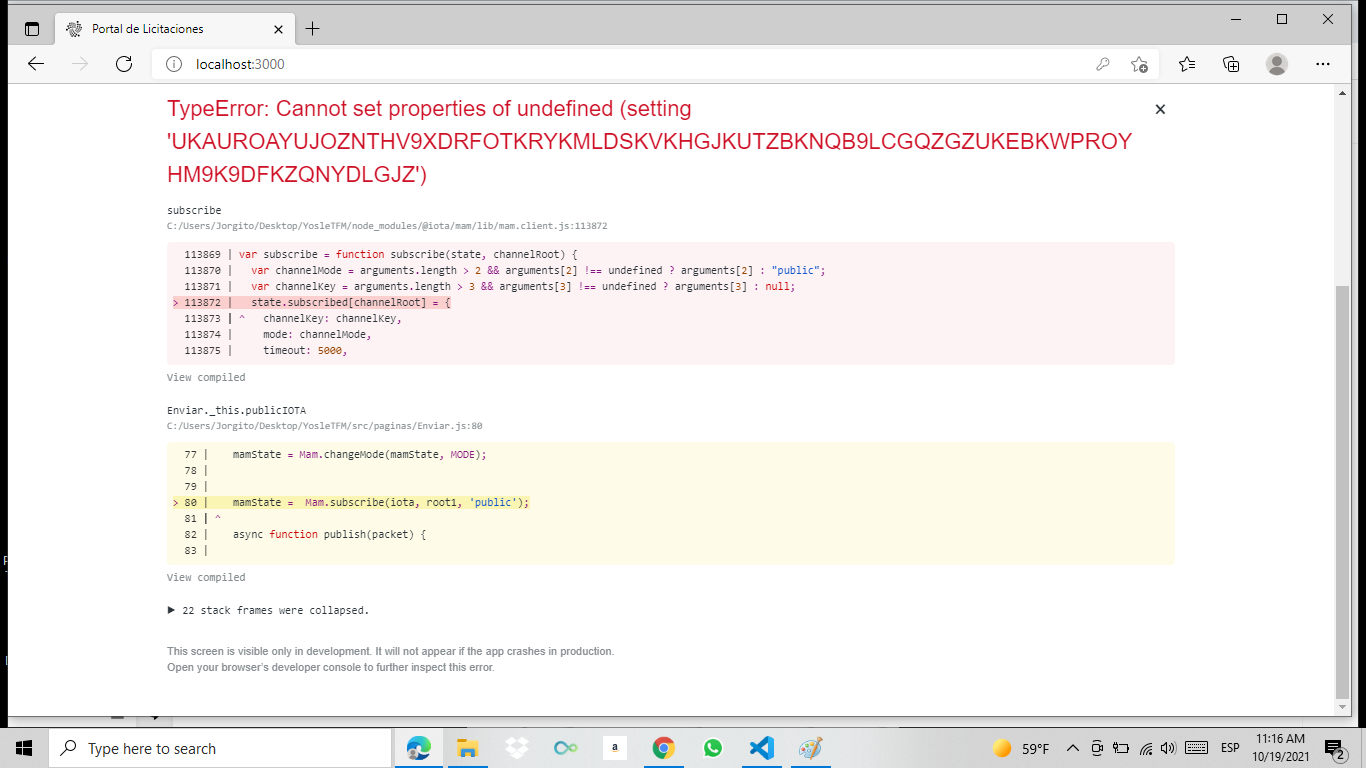 Portal de Licitaciones
localhost:3000
TypeError: Cannot set properties of undefined (setting
'UKAUROAYUJOZNTHV9XDRFOTKRYKMLDSKVKHGJKUTZBKNQB9LCGQZGZUKEBKWPROY
HM9K9DFKZQNYDLGJZ')
subscribe
C:/Users/Jorgito/Desktop/YosleTFM/node_modules/@iota/mam/lib/mam.client.js:113872
113869 | var subscribe = function subscribe(state, channelRoot) {
113870 |   var channelMode = arguments.length > 2 && arguments[2] !== undefined ? arguments[2] : "public";
113871 |   var channelKey = arguments.length > 3 && arguments[3] !== undefined ? arguments[3] : null;
> 113872 |   state.subscribed[channelRoot] = {
113873 | ^   channelKey: channelKey,
113874 |     mode: channelMode,
113875 |     timeout: 5000,
View compiled
Enviar._this.publicIOTA
C:/Users/Jorgito/Desktop/YosleTFM/src/paginas/Enviar.js:80
77 |   mamState = Mam.changeMode(mamState, MODE);
78 |
79 |
> 80 |   mamState =  Mam.subscribe(iota, root1, 'public');
81 | ^
82 |   async function publish(packet) {
83 |
View compiled
▶ 22 stack frames were collapsed.
This screen is visible only in development. It will not appear if the app crashes in production.
Open your browser's developer console to further inspect this error.
Type here to search
a
59°F
ESP
11:16 AM
10/19/2021
2